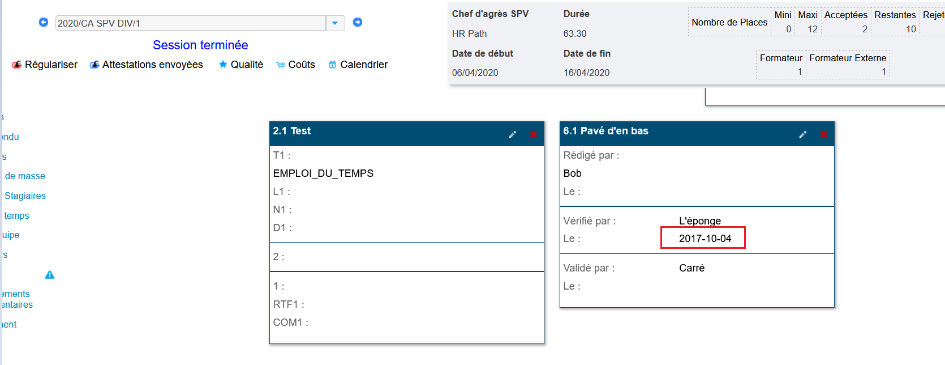 2020/CA SPV DIV/1
Session terminée
Régulariser Attestations envoyées Qualité Coûts Calendrier
Chef d'agrès SPV Durée
HR Path 63.30
Date de début Date de fin
06/04/2020 16/04/2020
Mini Maxi Acceptées Restantes Rejet
Nombre de Places 0 12 2 10
Formateur Formateur Externe
1 1
ondu
rs
de masse
Stagiaires
temps
quipe
rs
ements
entaires
ment
2.1 Test
T1 :
EMPLOI_DU_TEMPS
L1 :
N1 :
D1 :
2 :
1 :
RTF1 :
COM1 :
6.1 Pavé d'en bas
Rédigé par :
Bob
Le :
Vérifié par : L'éponge
Le : 2017-10-04
Validé par : Carré
Le :